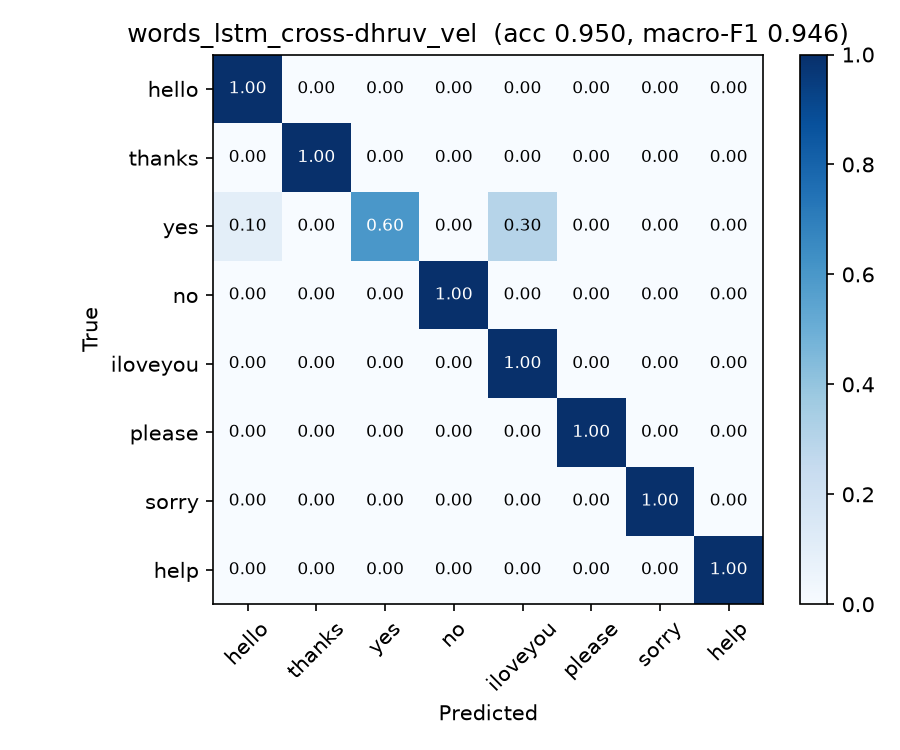 words_lstm_cross-dhruv_vel (acc 0.950, macro-F1 0.946)
hello 1.00 0.00 0.00 0.00 0.00 0.00 0.00 0.00
thanks 0.00 1.00 0.00 0.00 0.00 0.00 0.00 0.00
yes 0.10 0.00 0.60 0.00 0.30 0.00 0.00 0.00
no 0.00 0.00 0.00 1.00 0.00 0.00 0.00 0.00
iloveyou 0.00 0.00 0.00 0.00 1.00 0.00 0.00 0.00
please 0.00 0.00 0.00 0.00 0.00 1.00 0.00 0.00
sorry 0.00 0.00 0.00 0.00 0.00 0.00 1.00 0.00
help 0.00 0.00 0.00 0.00 0.00 0.00 0.00 1.00
hello thanks yes no iloveyou please sorry help
Predicted
True
1.0
0.8
0.6
0.4
0.2
0.0